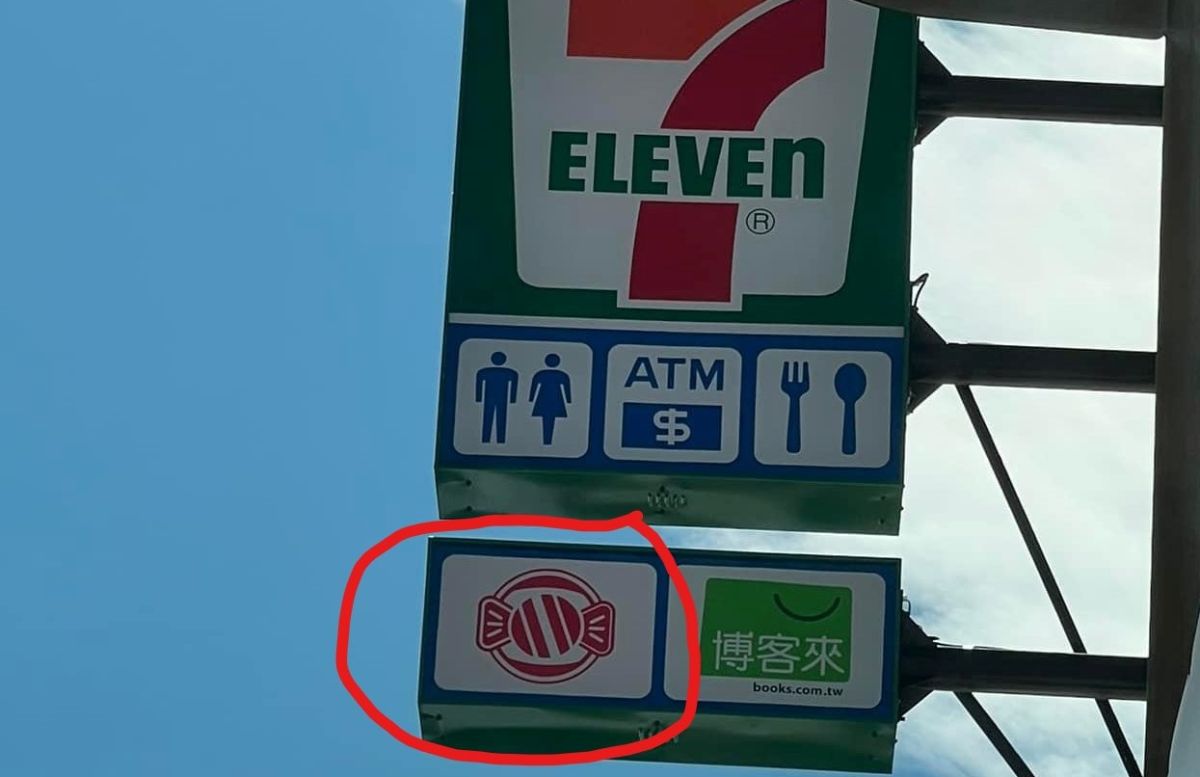 7
ELEVEn
®
ATM
$
博客來
books.com.tw